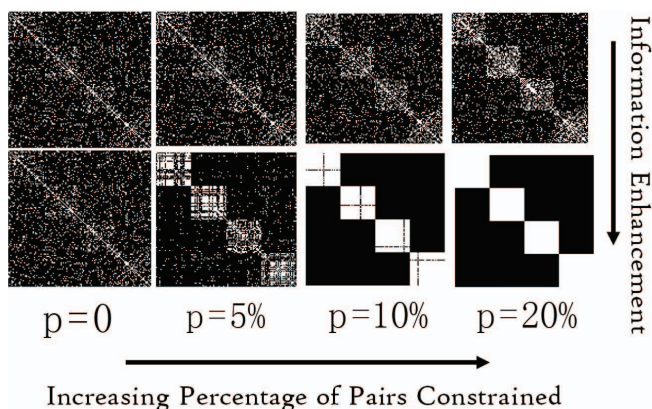 Information Enhancement
p=0
p=5%
p=10%
p=20%
Increasing Percentage of Pairs Constrained